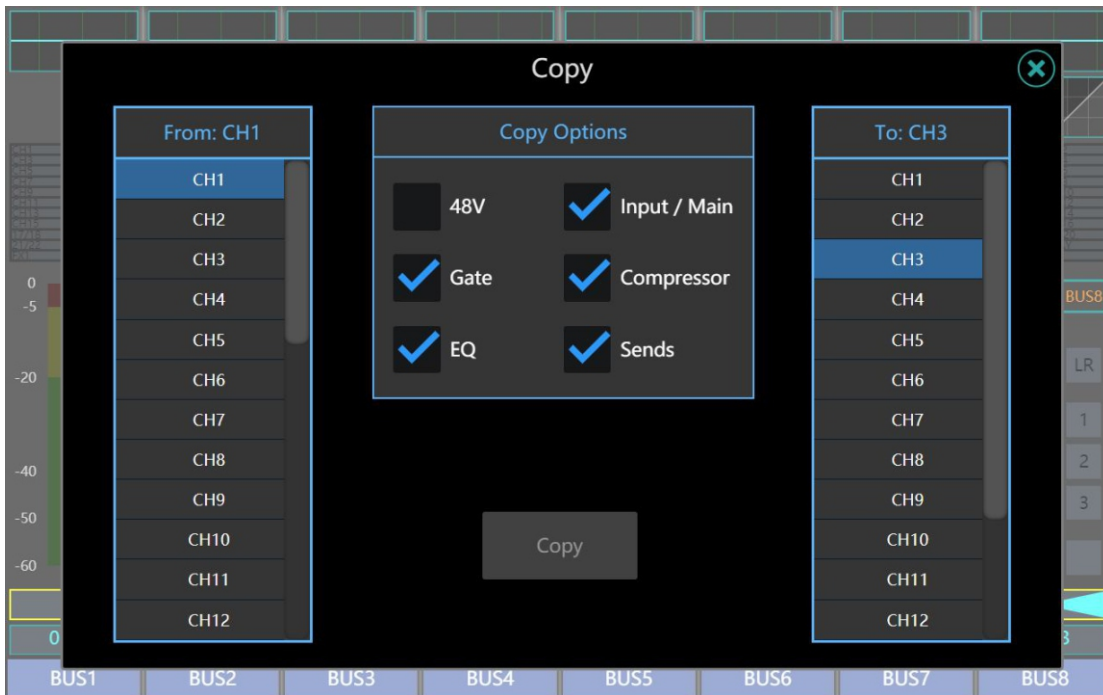 Copy
From: CH1
CH1
CH2
CH3
CH4
CH5
CH6
CH7
CH8
CH9
CH10
CH11
CH12
Copy Options
48V
Input / Main
Gate
Compressor
EQ
Sends
Copy
To: CH3
CH1
CH2
CH3
CH4
CH5
CH6
CH7
CH8
CH9
CH10
CH11
CH12
0
-5
-20
-40
-50
-60
0
BUS8
LR
1
2
3
3
BUS1
BUS2
BUS3
BUS4
BUS5
BUS6
BUS7
BUS8